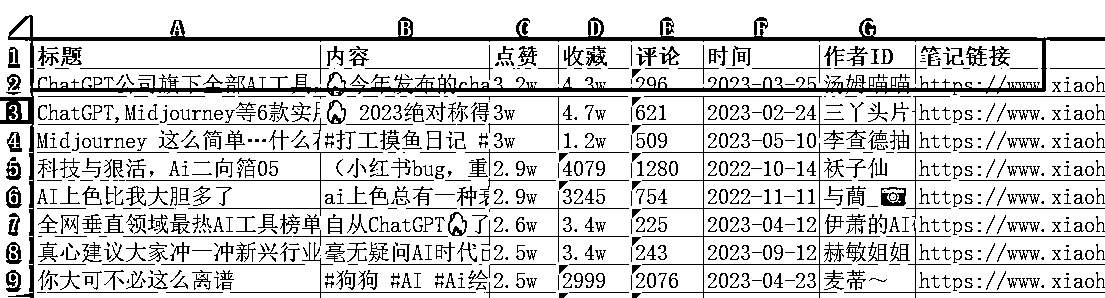 A B C D E F G
1 标题 内容 点赞 收藏 评论 时间 作者ID 笔记链接
2 ChatGPT公司旗下全部AI工具 今年发布的cha 3.2w 4.3w 296 2023-03-25 汤姆喵喵 https://www.xiaoh
3 ChatGPT,Midjourney等6款实 2023绝对称得 3w 4.7w 621 2023-02-24 三丫头片 https://www.xiaoh
4 Midjourney 这么简单…什么 #打工摸鱼日记 # 3w 1.2w 509 2023-05-10 李查德抽 https://www.xiaoh
5 科技与狠活，Ai二向箔05 （小红书bug，重 2.9w 4079 1280 2022-10-14 袄子仙 https://www.xiaoh
6 AI上色比我大胆多了 ai上色总有一种 2.9w 3245 754 2022-11-11 与蔄_📷 https://www.xiaoh
7 全网垂直领域最热AI工具榜单 自从ChatGPT🔥了 2.6w 3.4w 225 2023-04-12 伊萧的AI https://www.xiaoh
8 真心建议大家冲一冲新兴行业 毫无疑问AI时代已 2.5w 3.4w 243 2023-09-12 赫敏姐姐 https://www.xiaoh
9 你大可不必这么离谱 #狗狗 #AI #Ai绘 2.5w 2999 2076 2023-04-23 麦蒂～ https://www.xiaoh